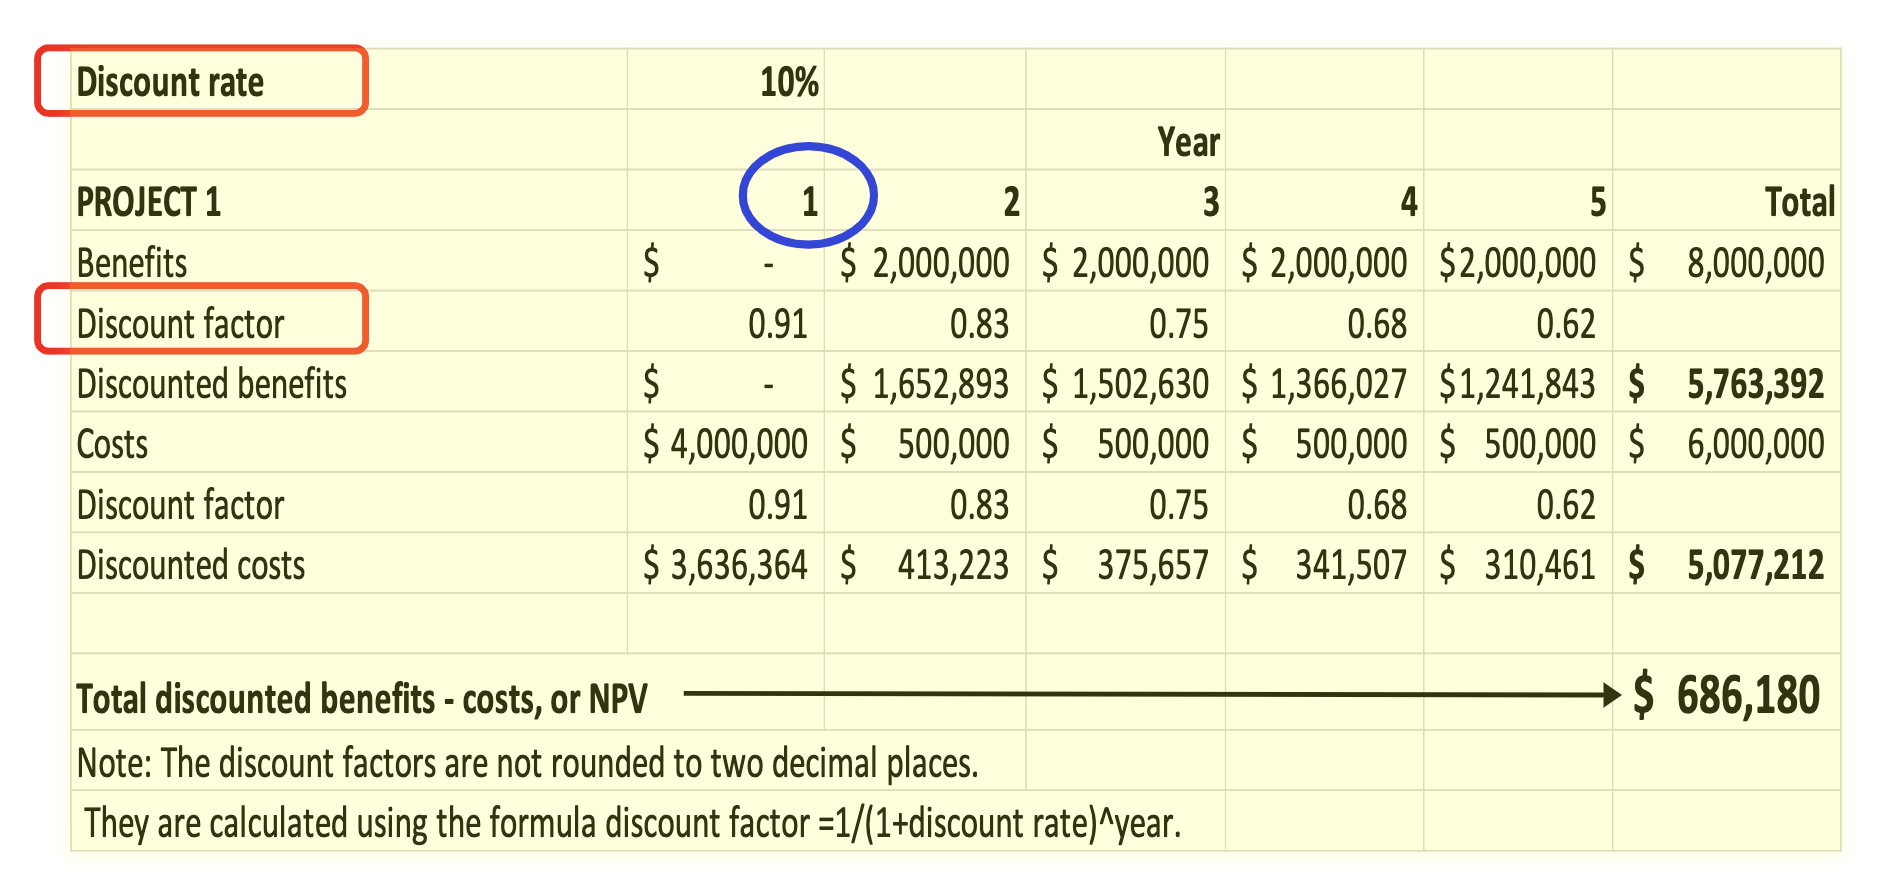 Discount rate 10%
Year
PROJECT 1 1 2 3 4 5 Total
Benefits $ - $ 2,000,000 $ 2,000,000 $ 2,000,000 $2,000,000 $ 8,000,000
Discount factor 0.91 0.83 0.75 0.68 0.62
Discounted benefits $ - $ 1,652,893 $ 1,502,630 $ 1,366,027 $1,241,843 $ 5,763,392
Costs $ 4,000,000 $ 500,000 $ 500,000 $ 500,000 $ 500,000 $ 6,000,000
Discount factor 0.91 0.83 0.75 0.68 0.62
Discounted costs $ 3,636,364 $ 413,223 $ 375,657 $ 341,507 $ 310,461 $ 5,077,212
Total discounted benefits - costs, or NPV $ 686,180
Note: The discount factors are not rounded to two decimal places.
They are calculated using the formula discount factor =1/(1+discount rate)^year.